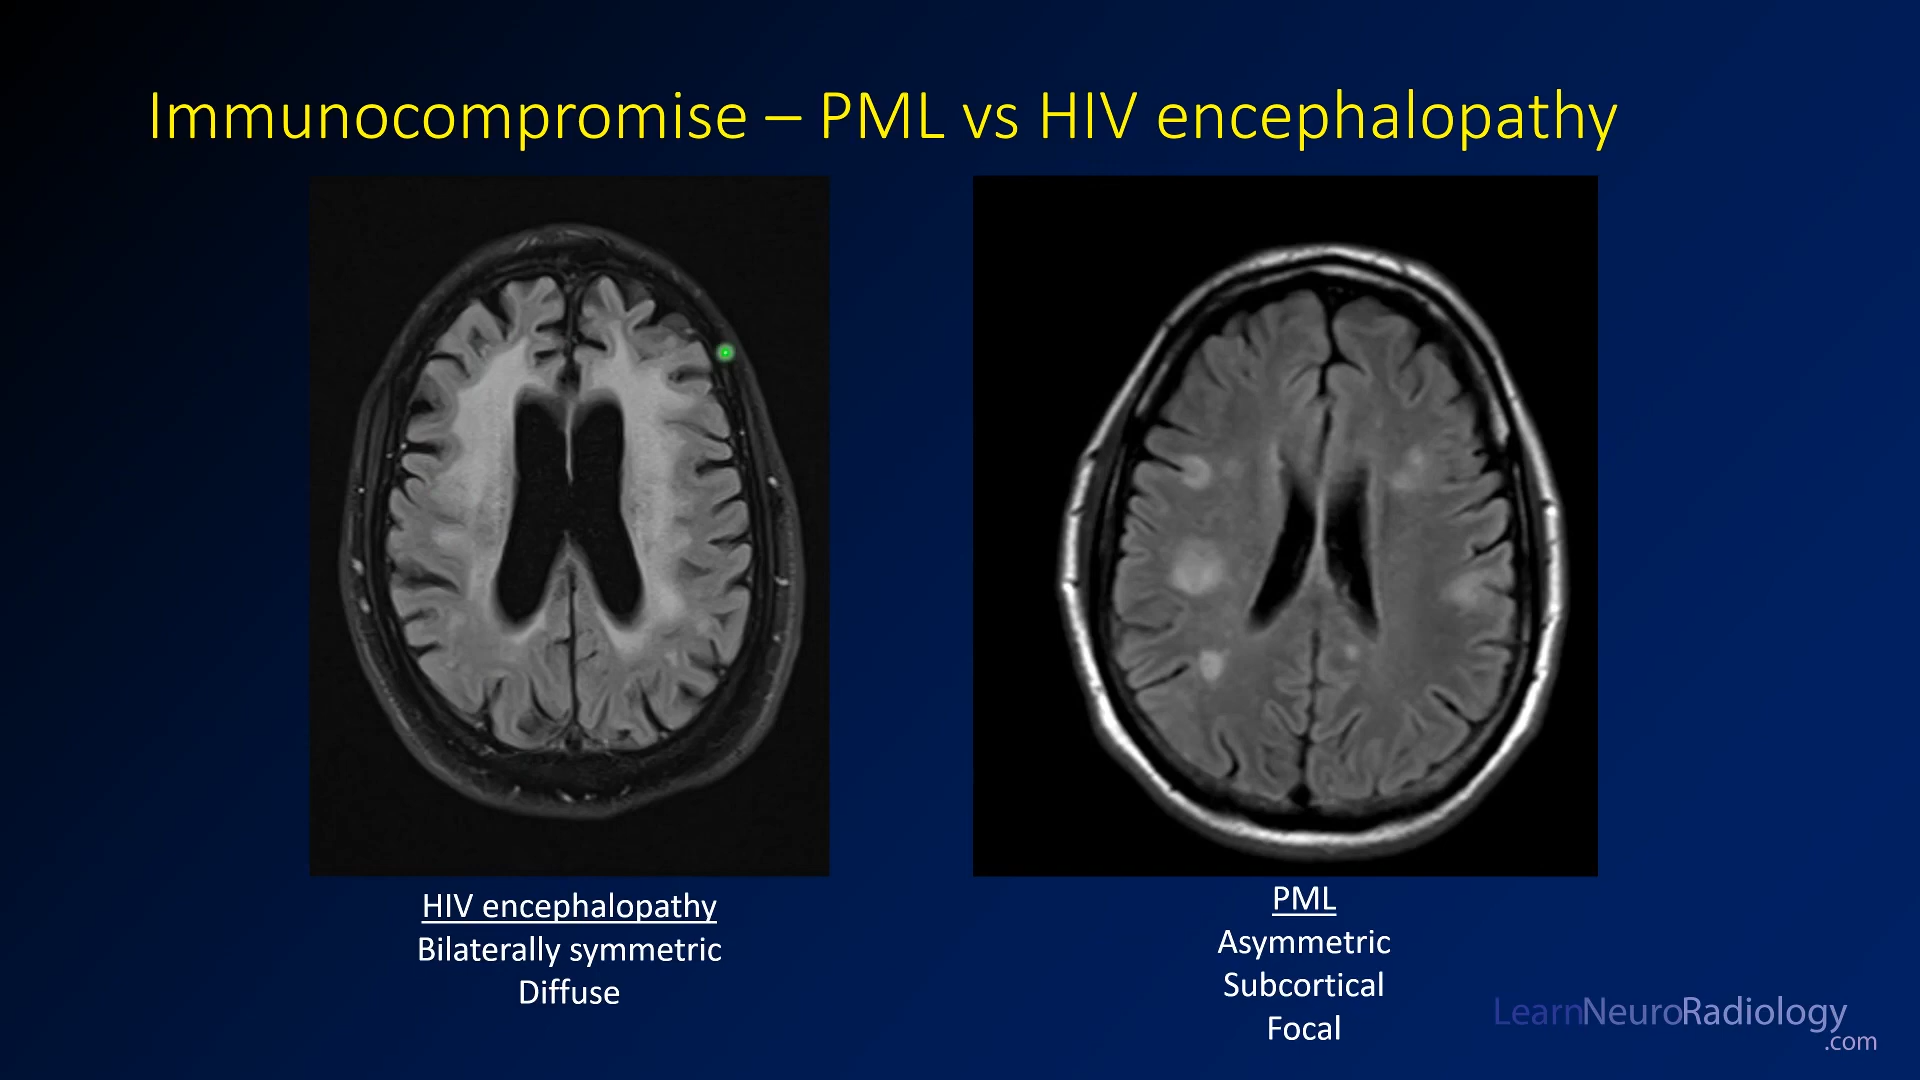 Immunocompromise – PML vs HIV encephalopathy
HIV encephalopathy
Bilaterally symmetric
Diffuse
PML
Asymmetric
Subcortical
Focal
LearnNeuroRadiology
.com